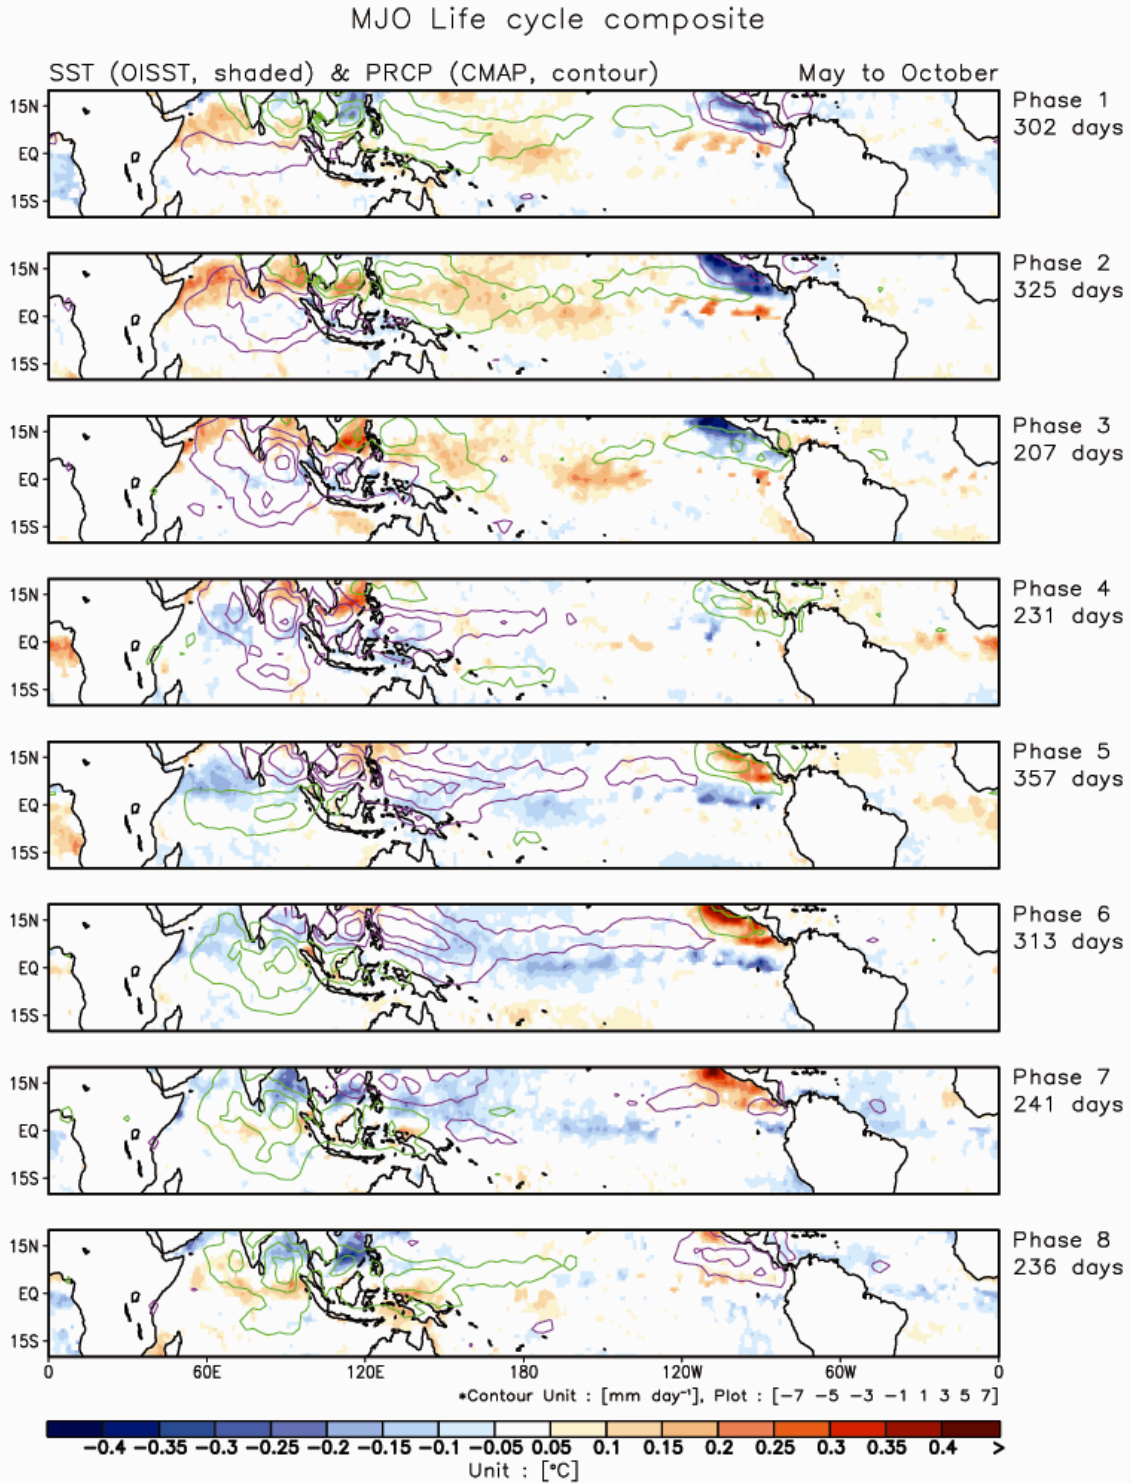 MJO Life cycle composite
SST (OISST, shaded) & PRCP (CMAP, contour) May to October
15N
EQ
15S
Phase 1
302 days
15N
EQ
15S
Phase 2
325 days
15N
EQ
15S
Phase 3
207 days
15N
EQ
15S
Phase 4
231 days
15N
EQ
15S
Phase 5
357 days
15N
EQ
15S
Phase 6
313 days
15N
EQ
15S
Phase 7
241 days
15N
EQ
15S
Phase 8
236 days
0 60E 120E 180 120W 60W 0
*Contour Unit : [mm day⁻¹], Plot : [−7 −5 −3 −1 1 3 5 7]
−0.4 −0.35 −0.3 −0.25 −0.2 −0.15 −0.1 −0.05 0.05 0.1 0.15 0.2 0.25 0.3 0.35 0.4 >
Unit : [°C]